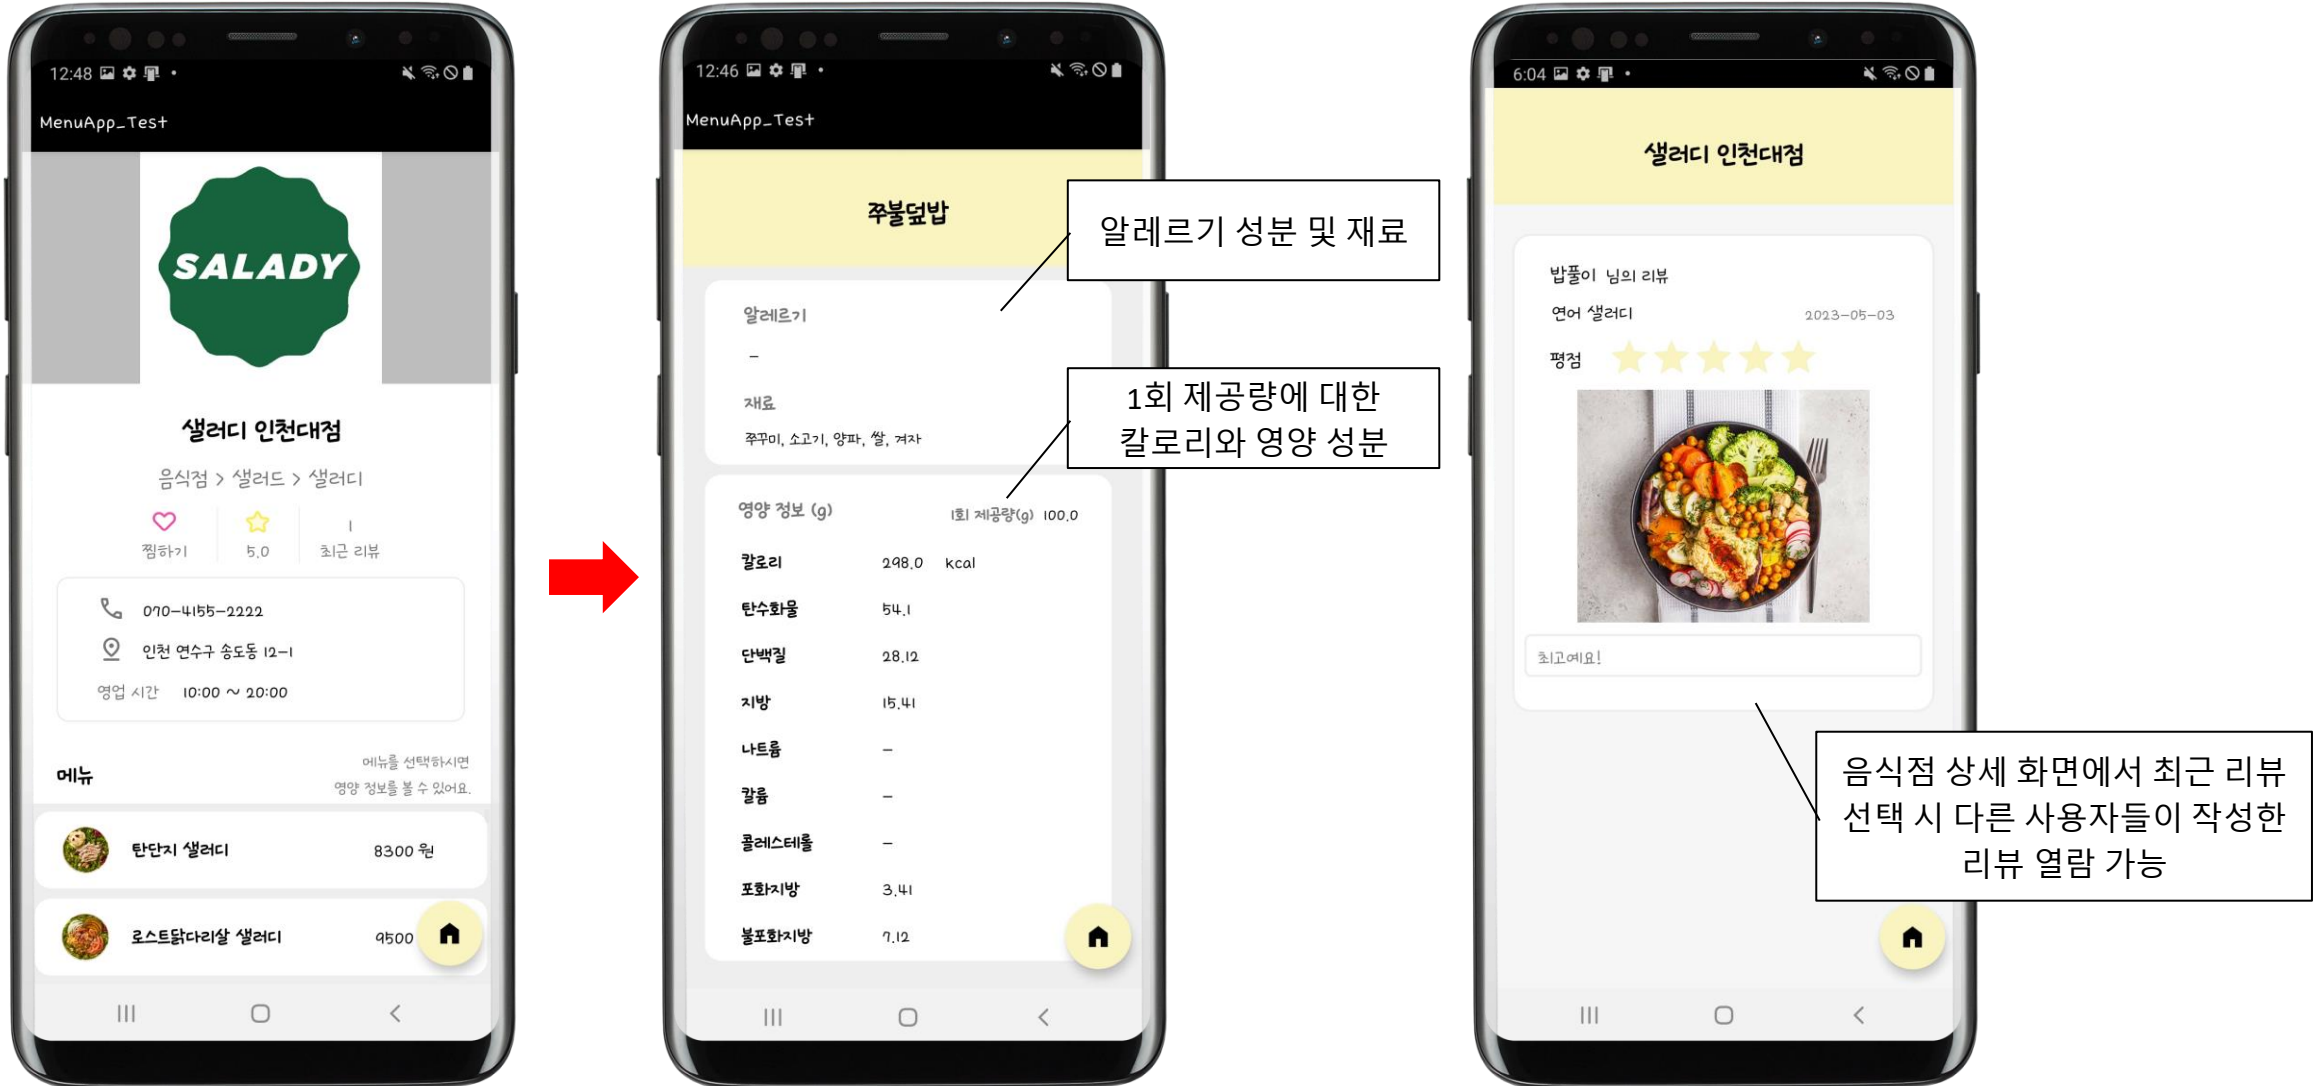 12:48
MenuApp_Test
SALADY
샐러디 인천대점
음식점 > 샐러드 > 샐러디
찜하기
5.0
1
최근 리뷰
070-4155-2222
인천 연수구 송도동 12-1
영업 시간 10:00 ~ 20:00
메뉴
메뉴를 선택하시면
영양 정보를 볼 수 있어요.
탄단지 샐러디 8300 원
로스트닭다리살 샐러디 9500
12:46
MenuApp_Test
쭈불덮밥
알레르기
-
재료
쭈꾸미, 소고기, 양파, 쌀, 겨자
영양 정보 (g) 1회 제공량(g) 100.0
칼로리 298.0 kcal
탄수화물 54.1
단백질 28.12
지방 15.41
나트륨 -
칼륨 -
콜레스테롤 -
포화지방 3.41
불포화지방 7.12
알레르기 성분 및 재료
1회 제공량에 대한
칼로리와 영양 성분
6:04
샐러디 인천대점
밥풀이 님의 리뷰
연어 샐러디 2023-05-03
평점
최고예요!
음식점 상세 화면에서 최근 리뷰
선택 시 다른 사용자들이 작성한
리뷰 열람 가능